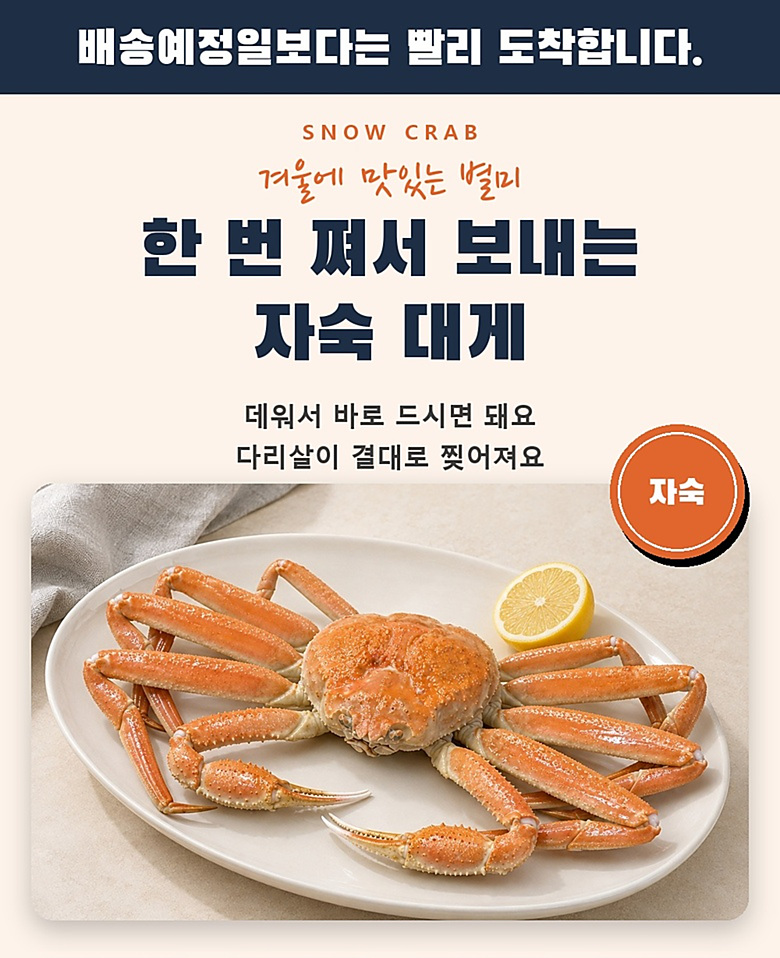 배송예정일보다는 빨리 도착합니다.
SNOW CRAB
겨울에 맛있는 별미
한 번 쪄서 보내는
자숙 대게
데워서 바로 드시면 돼요
다리살이 결대로 찢어져요
자숙